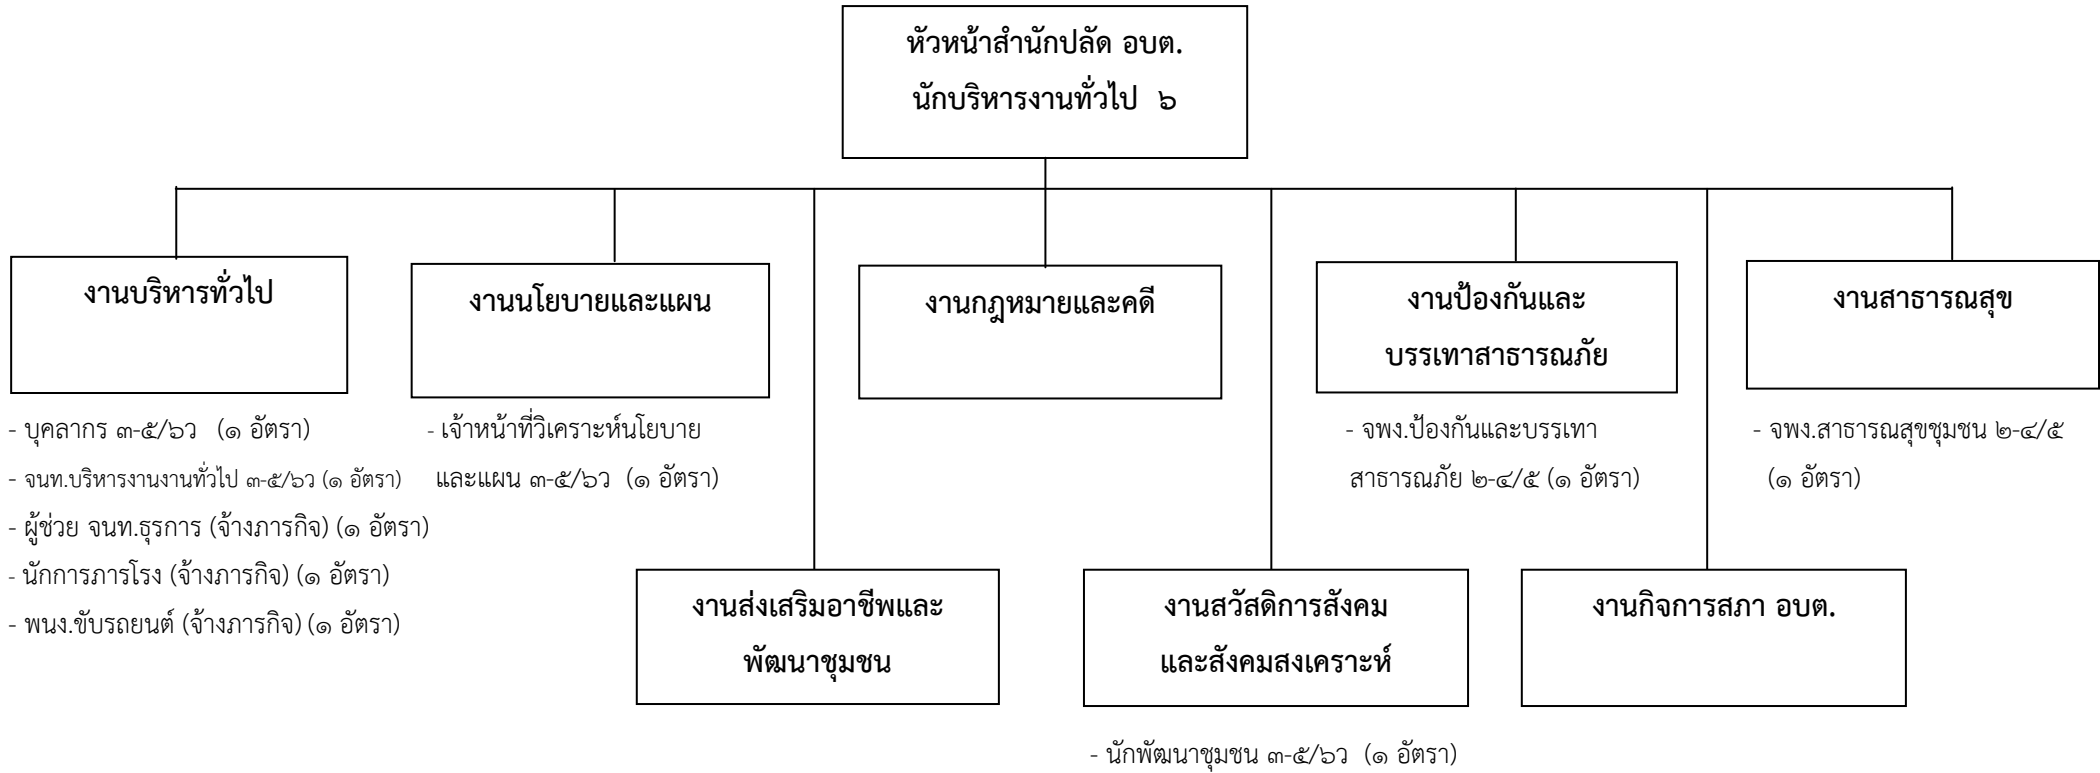 หัวหน้าสำนักปลัด อบต.
นักบริหารงานทั่วไป ๖
งานบริหารทั่วไป
งานนโยบายและแผน
งานกฎหมายและคดี
งานป้องกันและ
บรรเทาสาธารณภัย
งานสาธารณสุข
- บุคลากร ๓-๕/๖ว (๑ อัตรา)
- จนท.บริหารงานงานทั่วไป ๓-๕/๖ว (๑ อัตรา)
- ผู้ช่วย จนท.ธุรการ (จ้างภารกิจ) (๑ อัตรา)
- นักการภารโรง (จ้างภารกิจ) (๑ อัตรา)
- พนง.ขับรถยนต์ (จ้างภารกิจ) (๑ อัตรา)
- เจ้าหน้าที่วิเคราะห์นโยบาย
และแผน ๓-๕/๖ว (๑ อัตรา)
- จพง.ป้องกันและบรรเทา
สาธารณภัย ๒-๔/๕ (๑ อัตรา)
- จพง.สาธารณสุขชุมชน ๒-๔/๕
(๑ อัตรา)
งานส่งเสริมอาชีพและ
พัฒนาชุมชน
งานสวัสดิการสังคม
และสังคมสงเคราะห์
งานกิจการสภา อบต.
- นักพัฒนาชุมชน ๓-๕/๖ว (๑ อัตรา)